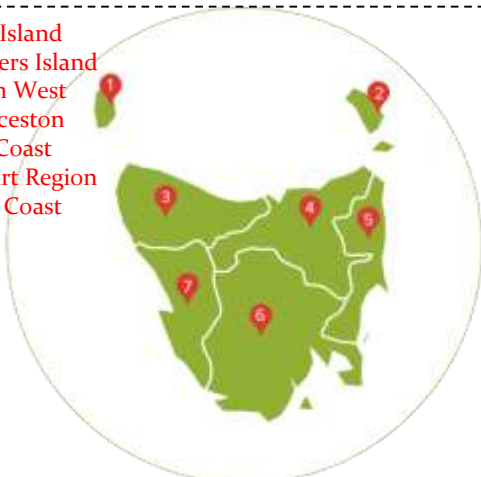 Island
ers Island
West
ceston
Coast
rt Region
Coast
1
2
3
4
5
7
6